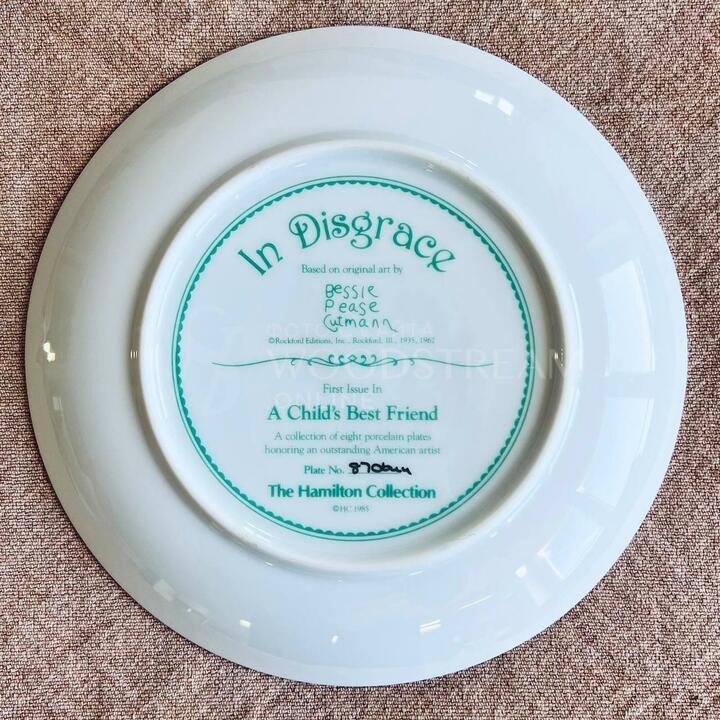 In Disgrace
Based on original art by
Bessie
Pease
Gutmann
©Rockford Editions, Inc., Rockford, Ill., 1935, 1962
First Issue In
A Child's Best Friend
A collection of eight porcelain plates
honoring an outstanding American artist
Plate No.
The Hamilton Collection
©HC 1985
WOODSTREAM
ONLINE